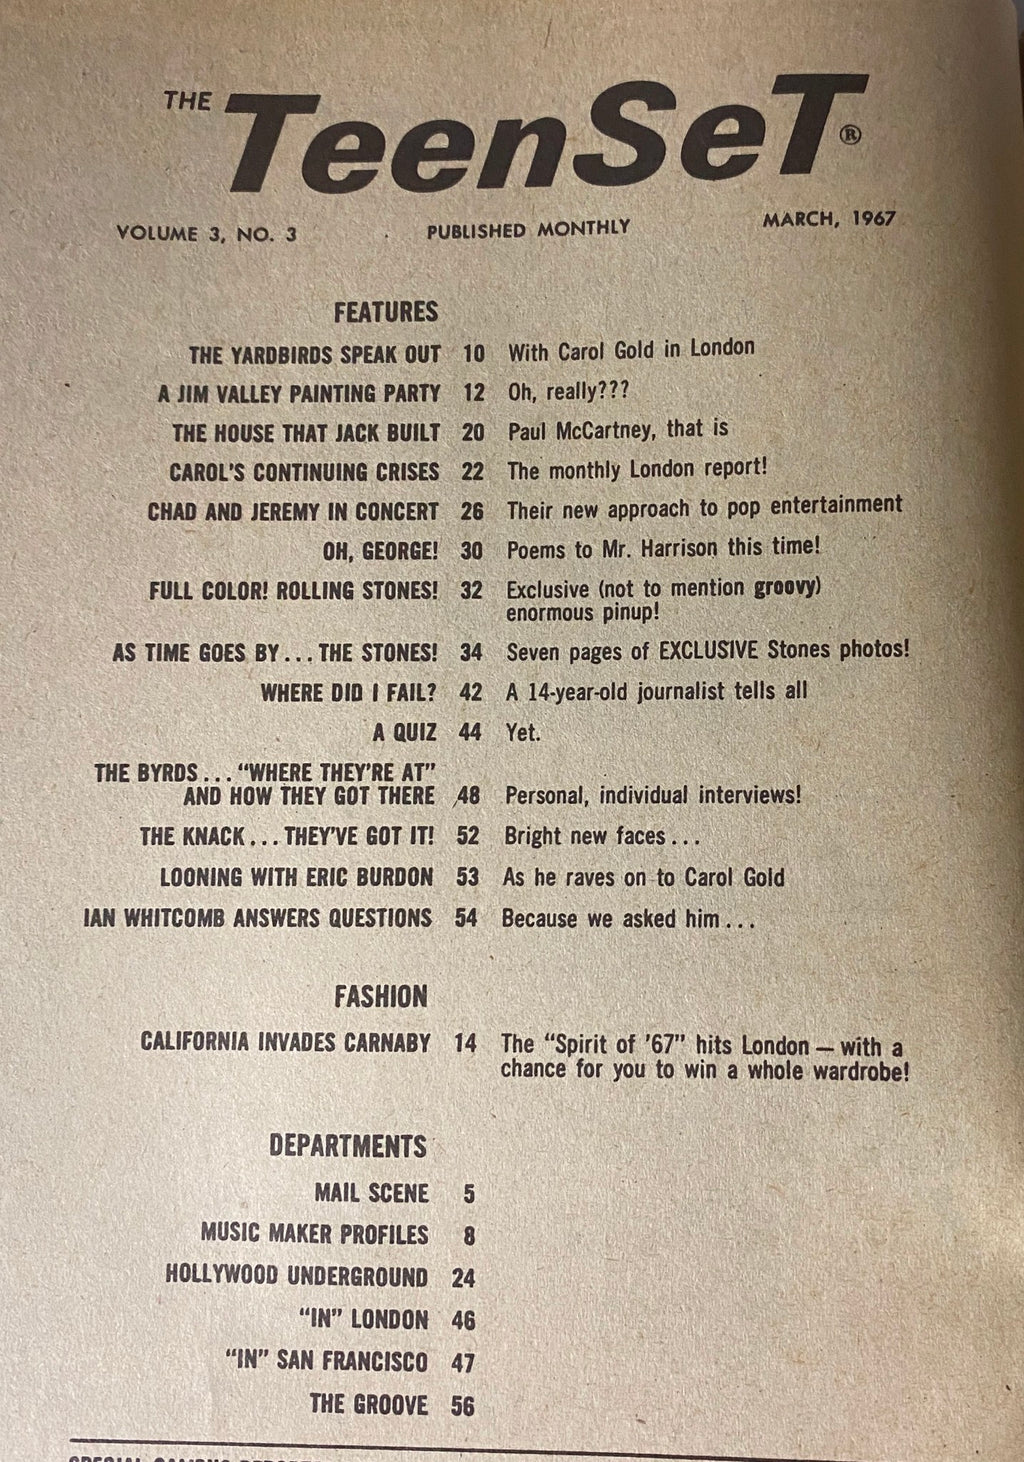 THE TeenSeT®
VOLUME 3, NO. 3 PUBLISHED MONTHLY MARCH, 1967
FEATURES
THE YARDBIRDS SPEAK OUT 10 With Carol Gold in London
A JIM VALLEY PAINTING PARTY 12 Oh, really???
THE HOUSE THAT JACK BUILT 20 Paul McCartney, that is
CAROL'S CONTINUING CRISES 22 The monthly London report!
CHAD AND JEREMY IN CONCERT 26 Their new approach to pop entertainment
OH, GEORGE! 30 Poems to Mr. Harrison this time!
FULL COLOR! ROLLING STONES! 32 Exclusive (not to mention groovy)
enormous pinup!
AS TIME GOES BY... THE STONES! 34 Seven pages of EXCLUSIVE Stones photos!
WHERE DID I FAIL? 42 A 14-year-old journalist tells all
A QUIZ 44 Yet.
THE BYRDS... "WHERE THEY'RE AT"
AND HOW THEY GOT THERE 48 Personal, individual interviews!
THE KNACK... THEY'VE GOT IT! 52 Bright new faces...
LOONING WITH ERIC BURDON 53 As he raves on to Carol Gold
IAN WHITCOMB ANSWERS QUESTIONS 54 Because we asked him...
FASHION
CALIFORNIA INVADES CARNABY 14 The "Spirit of '67" hits London — with a
chance for you to win a whole wardrobe!
DEPARTMENTS
MAIL SCENE 5
MUSIC MAKER PROFILES 8
HOLLYWOOD UNDERGROUND 24
"IN" LONDON 46
"IN" SAN FRANCISCO 47
THE GROOVE 56